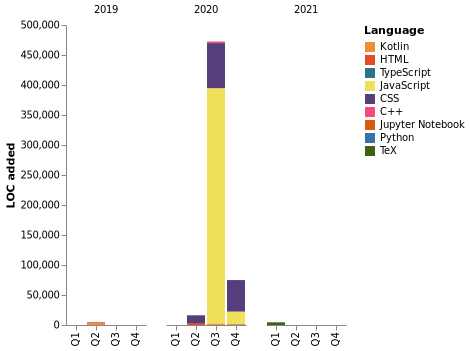 2019 2020 2021
LOC added
500,000
450,000
400,000
350,000
300,000
250,000
200,000
150,000
100,000
50,000
0
Q1 Q2 Q3 Q4 Q1 Q2 Q3 Q4 Q1 Q2 Q3 Q4
Language
Kotlin
HTML
TypeScript
JavaScript
CSS
C++
Jupyter Notebook
Python
TeX